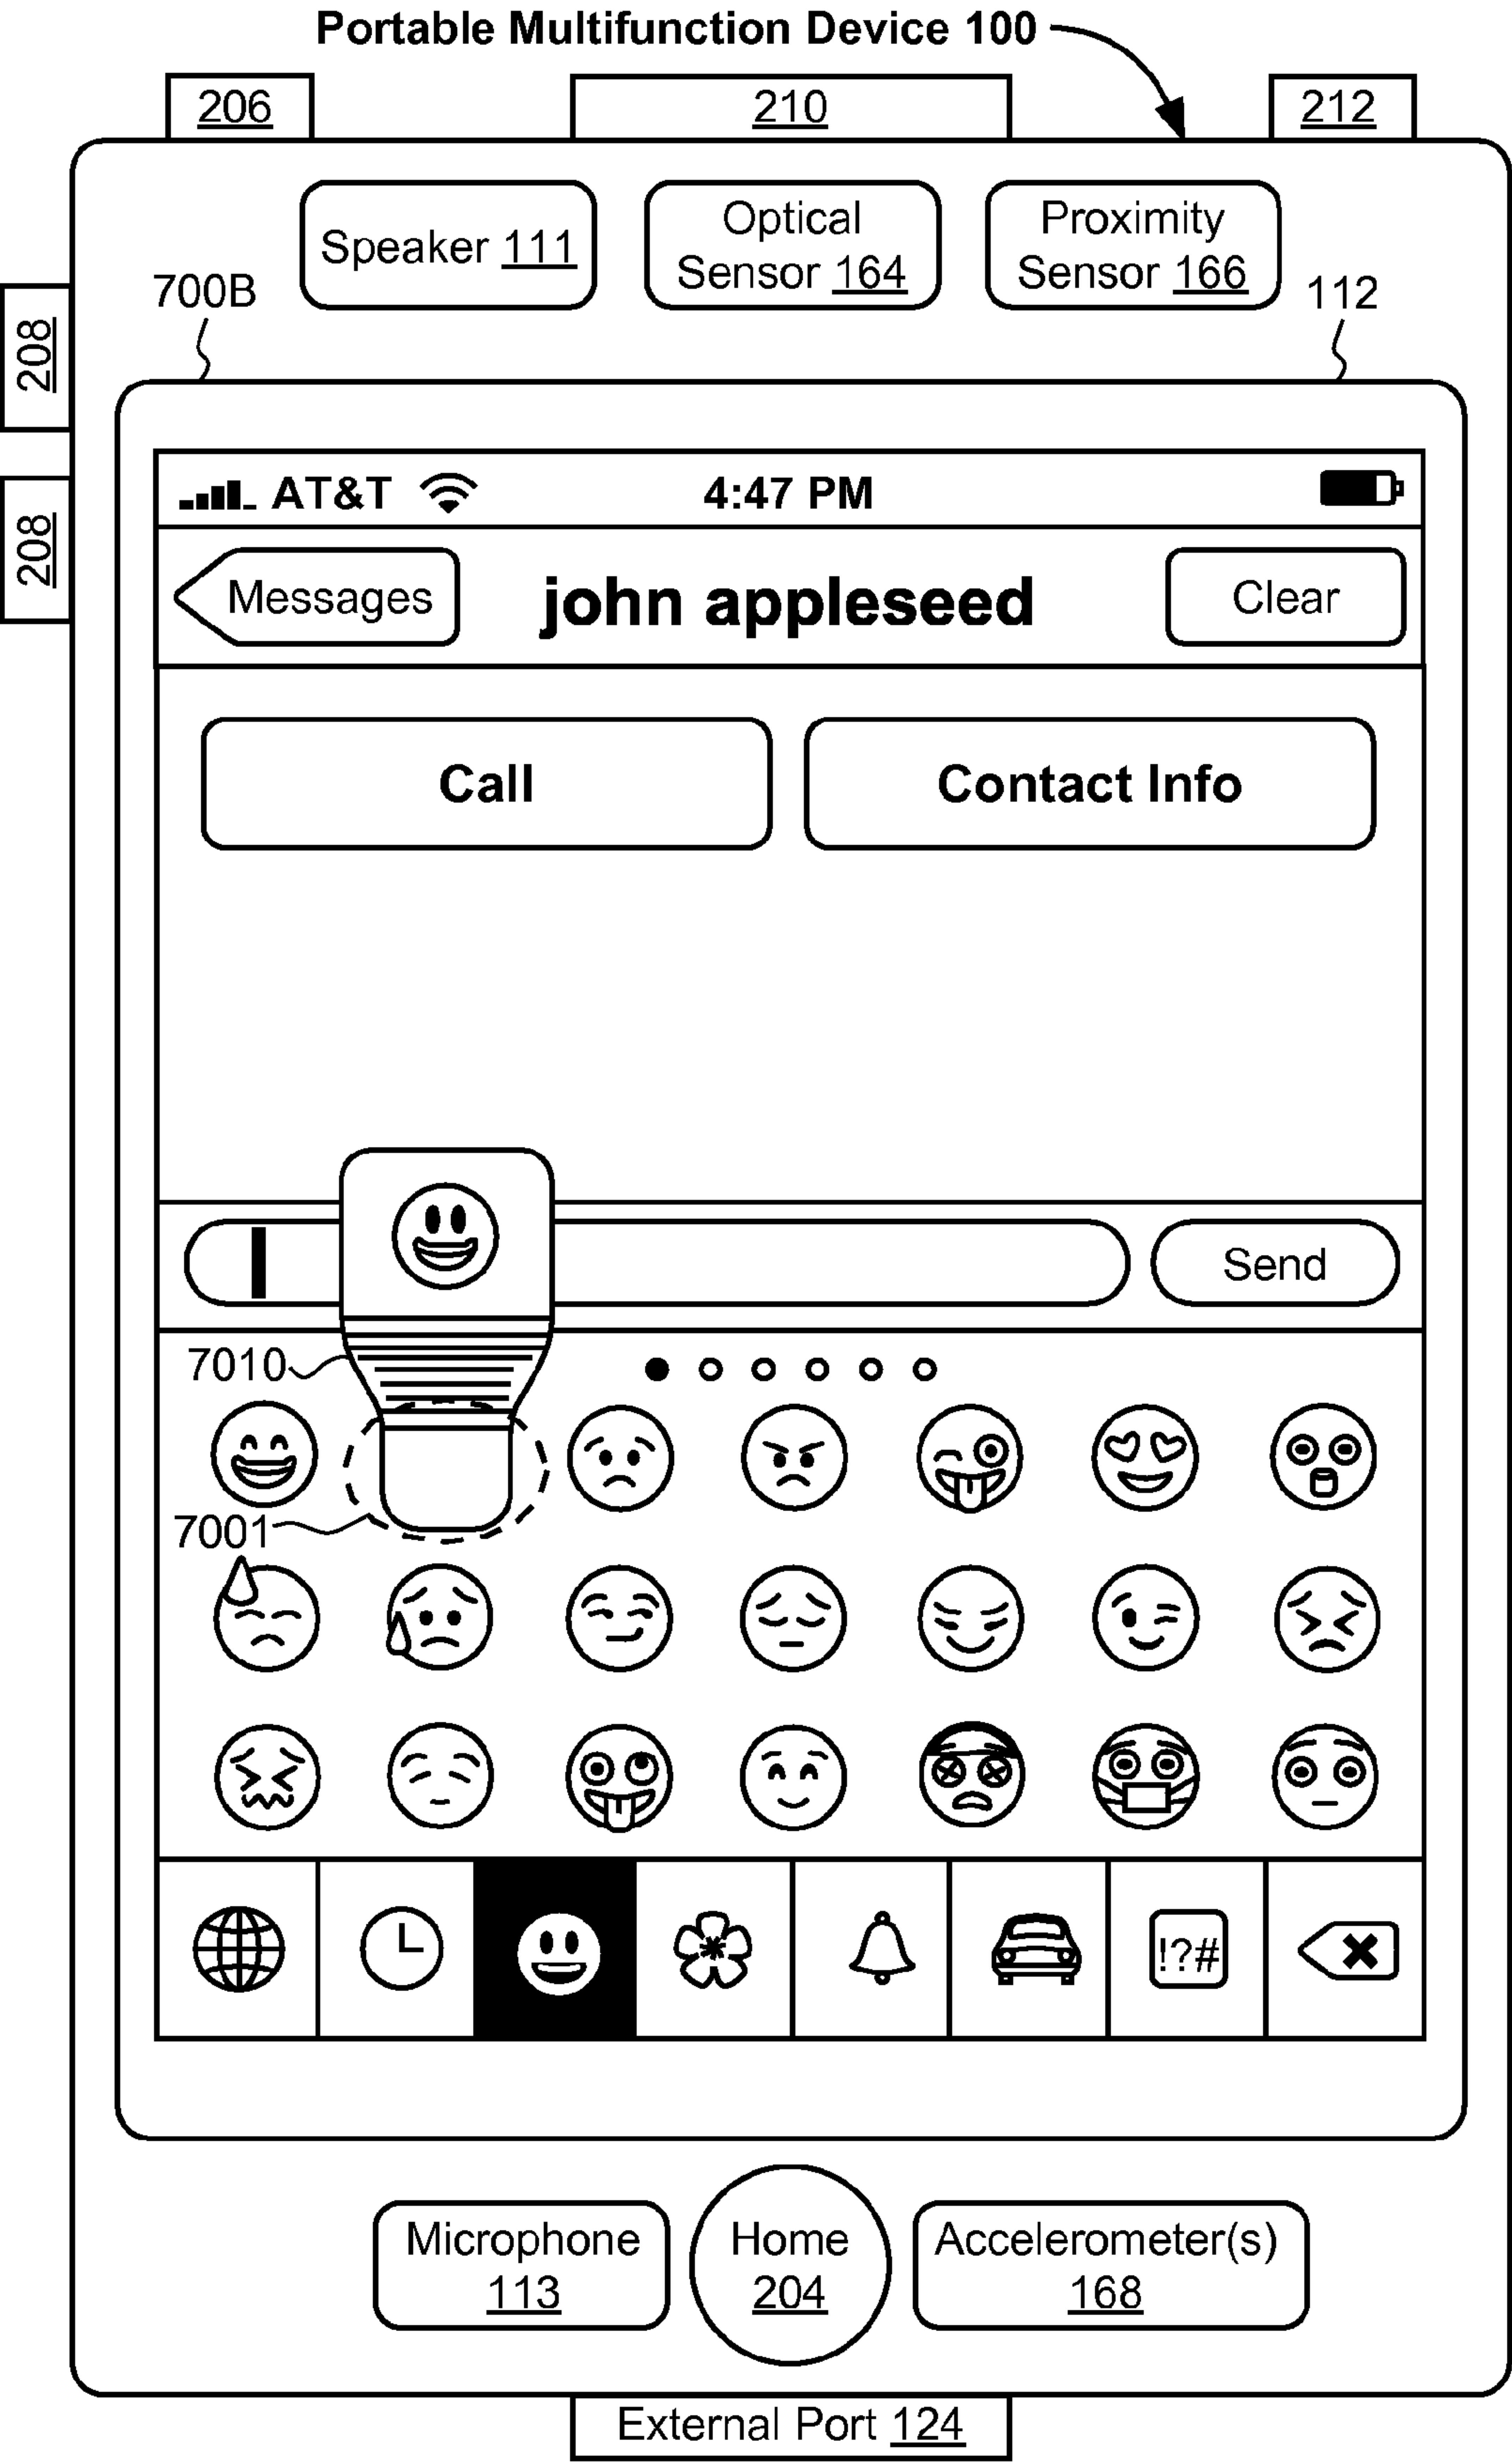 Portable Multifunction Device 100
206
210
212
Speaker 111
Optical
Sensor 164
Proximity
Sensor 166
700B
112
208
208
AT&T
4:47 PM
Messages
john appleseed
Clear
Call
Contact Info
Send
7010
7001
!?#
Microphone
113
Home
204
Accelerometer(s)
168
External Port 124